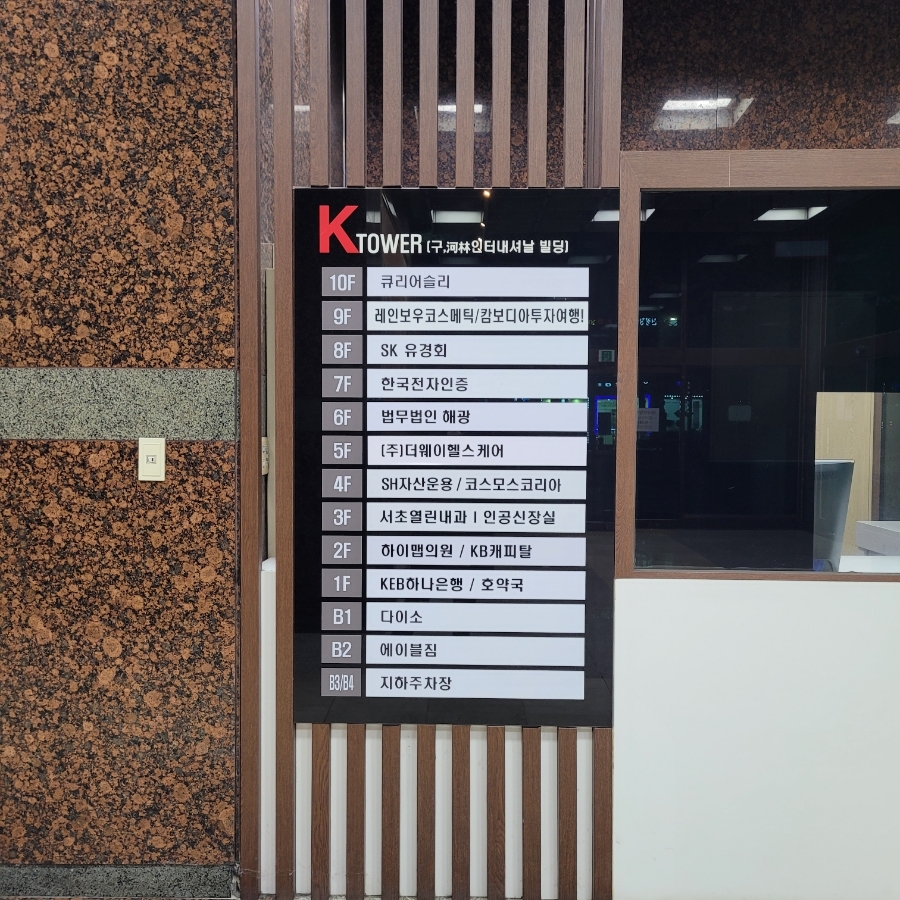 K TOWER (구,河林인터내셔날 빌딩)
10F 큐리어슬리
9F 레인보우코스메틱/캄보디아투자여행!
8F SK 유경회
7F 한국전자인증
6F 법무법인 해광
5F (주)더웨이헬스케어
4F SH자산운용 / 코스모스코리아
3F 서초열린내과 | 인공신장실
2F 하이맵의원 / KB캐피탈
1F KEB하나은행 / 호약국
B1 다이소
B2 에이블짐
B3/B4 지하주차장